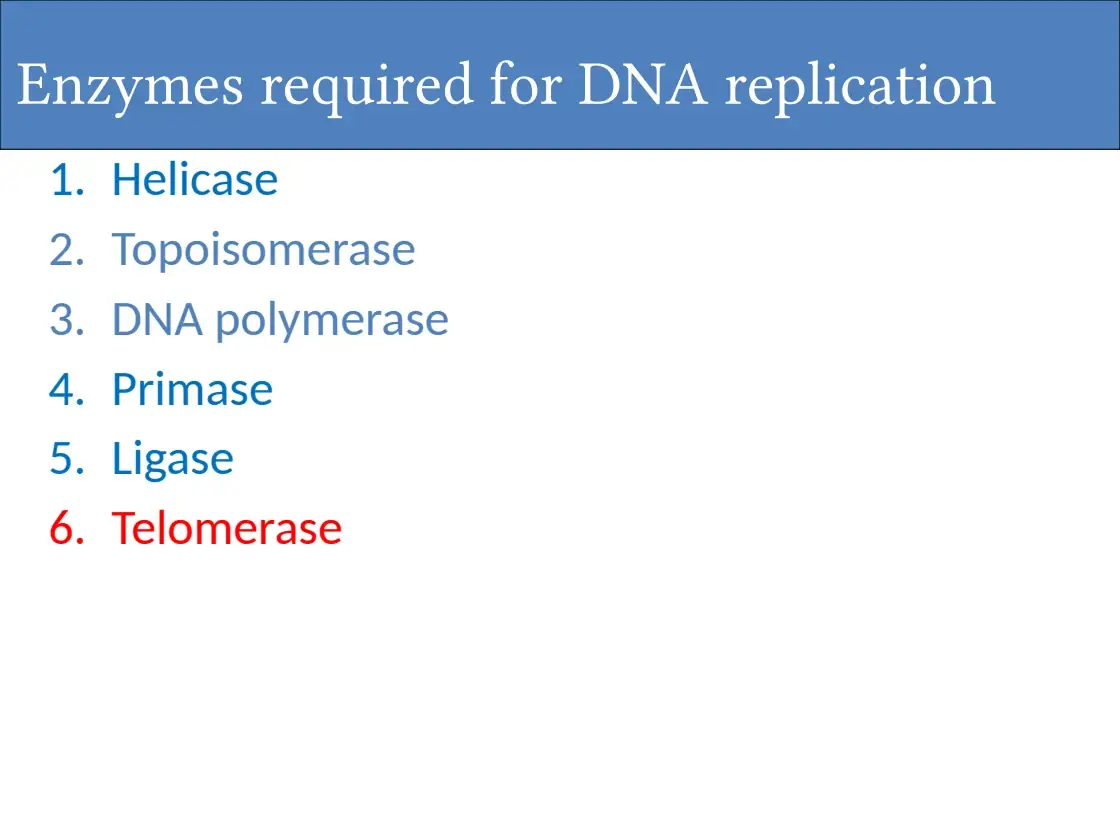 Enzymes required for DNA replication
1. Helicase
2. Topoisomerase
3. DNA polymerase
4. Primase
5. Ligase
6. Telomerase